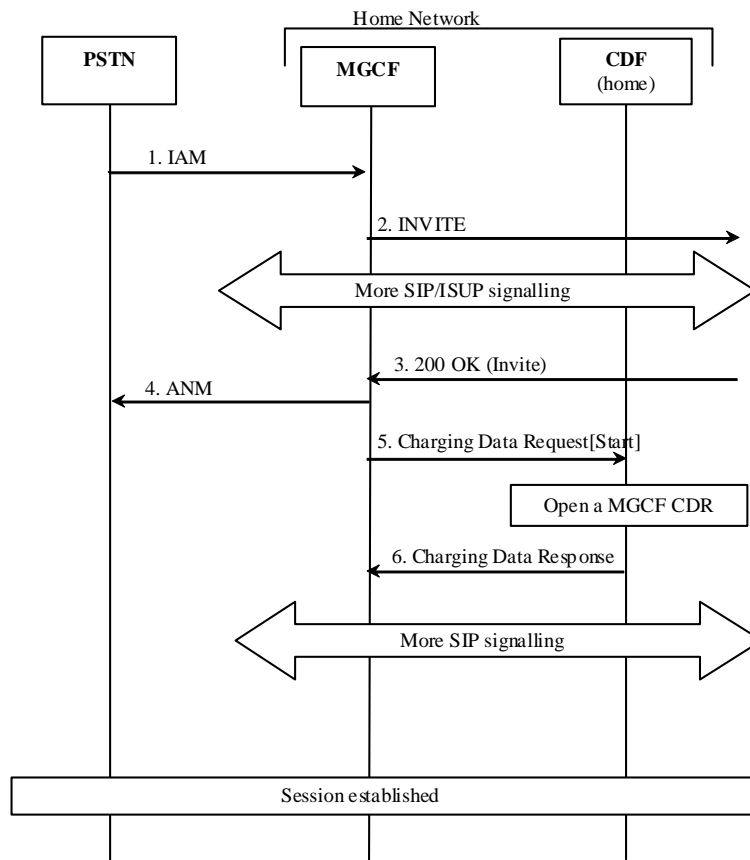 Home Network
PSTN
MGCF
CDF
(home)
1. IAM
2. INVITE
More SIP/ISUP signalling
3. 200 OK (Invite)
4. ANM
5. Charging Data Request[Start]
Open a MGCF CDR
6. Charging Data Response
More SIP signalling
Session established